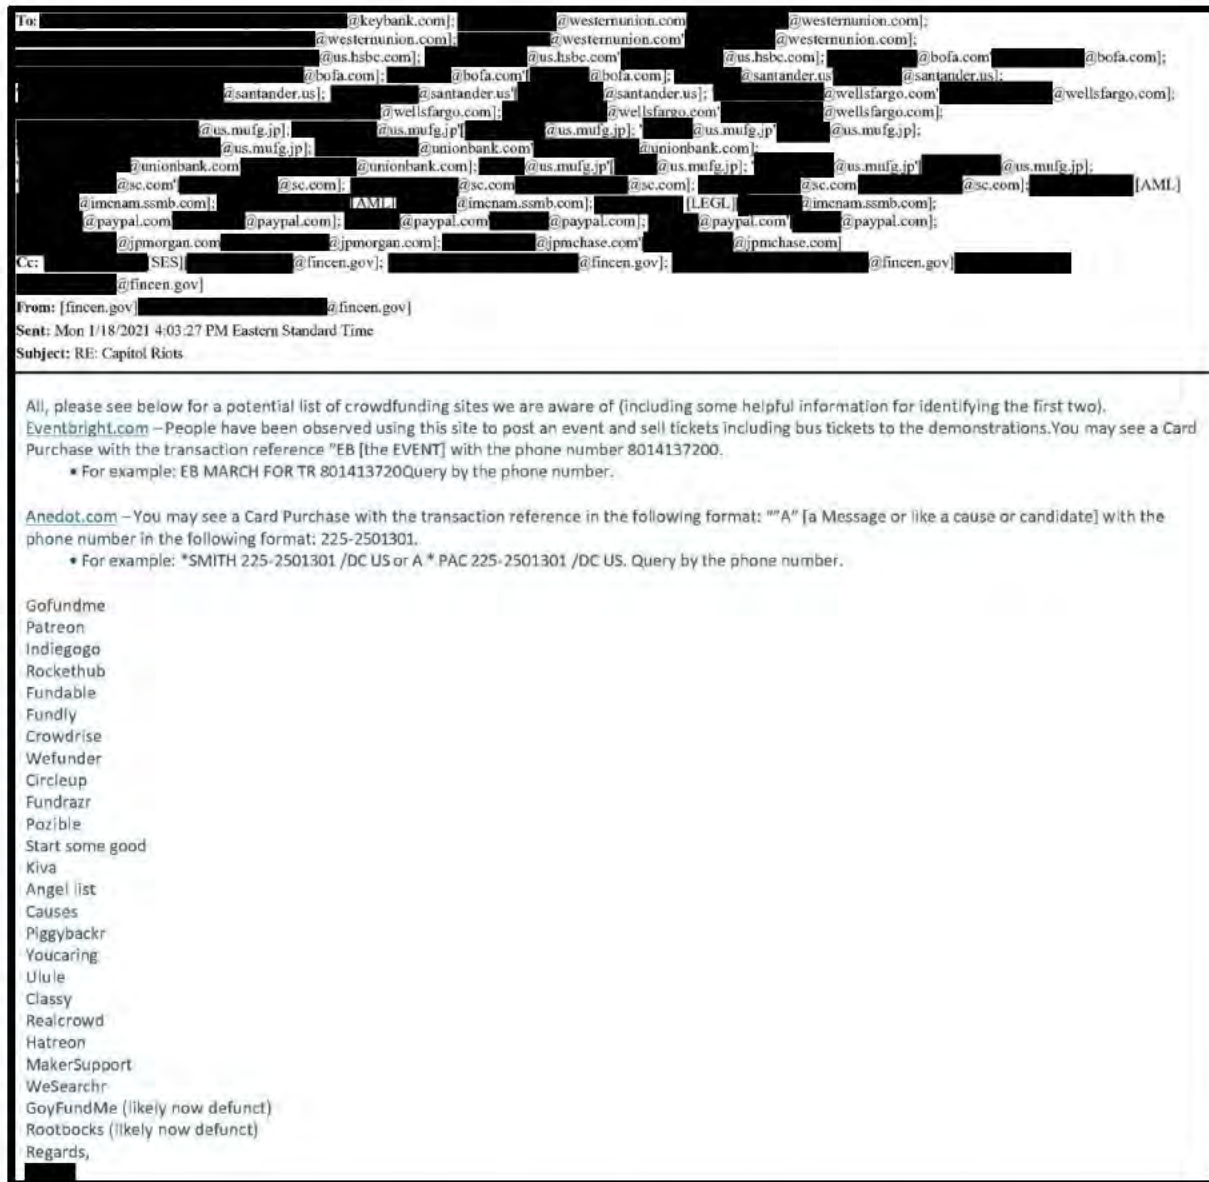 To: @keybank.com]; @westernunion.com @westernunion.com];
@westernunion.com]; @westernunion.com' @westernunion.com];
@us.hsbc.com]; @us.hsbc.com' @us.hsbc.com]; @bofa.com' @bofa.com];
@bofa.com]; @bofa.com'[ @bofa.com]; @santander.us @santander.us];
@santander.us]; @santander.us'[ @santander.us]; @wellsfargo.com' @wellsfargo.com];
@wellsfargo.com]; @wellsfargo.com' @wellsfargo.com];
@us.mufg.jp]; @us.mufg.jp'[ @us.mufg.jp]; ' @us.mufg.jp' @us.mufg.jp];
@us.mufg.jp]; @unionbank.com' @unionbank.com];
@unionbank.com @unionbank.com]; @us.mufg.jp'[ @us.mufg.jp]; ' @us.mufg.jp'[ @us.mufg.jp];
' @sc.com' @sc.com]; @sc.com @sc.com]; @sc.com @sc.com]; [AML]
@imcnam.ssmb.com]; [AML][ @imcnam.ssmb.com]; [LEGL][ @imcnam.ssmb.com];
@paypal.com @paypal.com]; @paypal.com @paypal.com]; @paypal.com' @paypal.com];
@jpmorgan.com @jpmorgan.com]; @jpmchase.com' @jpmchase.com]
Cc: SES][ @fincen.gov]; @fincen.gov]; @fincen.gov]
@fincen.gov]
From: [fincen.gov] @fincen.gov]
Sent: Mon 1/18/2021 4:03:27 PM Eastern Standard Time
Subject: RE: Capitol Riots
All, please see below for a potential list of crowdfunding sites we are aware of (including some helpful information for identifying the first two).
Eventbright.com – People have been observed using this site to post an event and sell tickets including bus tickets to the demonstrations.You may see a Card
Purchase with the transaction reference "EB [the EVENT] with the phone number 8014137200.
• For example: EB MARCH FOR TR 801413720Query by the phone number.
Anedot.com – You may see a Card Purchase with the transaction reference in the following format: ""A" [a Message or like a cause or candidate] with the
phone number in the following format: 225-2501301.
• For example: *SMITH 225-2501301 /DC US or A * PAC 225-2501301 /DC US. Query by the phone number.
Gofundme
Patreon
Indiegogo
Rockethub
Fundable
Fundly
Crowdrise
Wefunder
Circleup
Fundrazr
Pozible
Start some good
Kiva
Angel list
Causes
Piggybackr
Youcaring
Ulule
Classy
Realcrowd
Hatreon
MakerSupport
WeSearchr
GoyFundMe (likely now defunct)
Rootbocks (likely now defunct)
Regards,